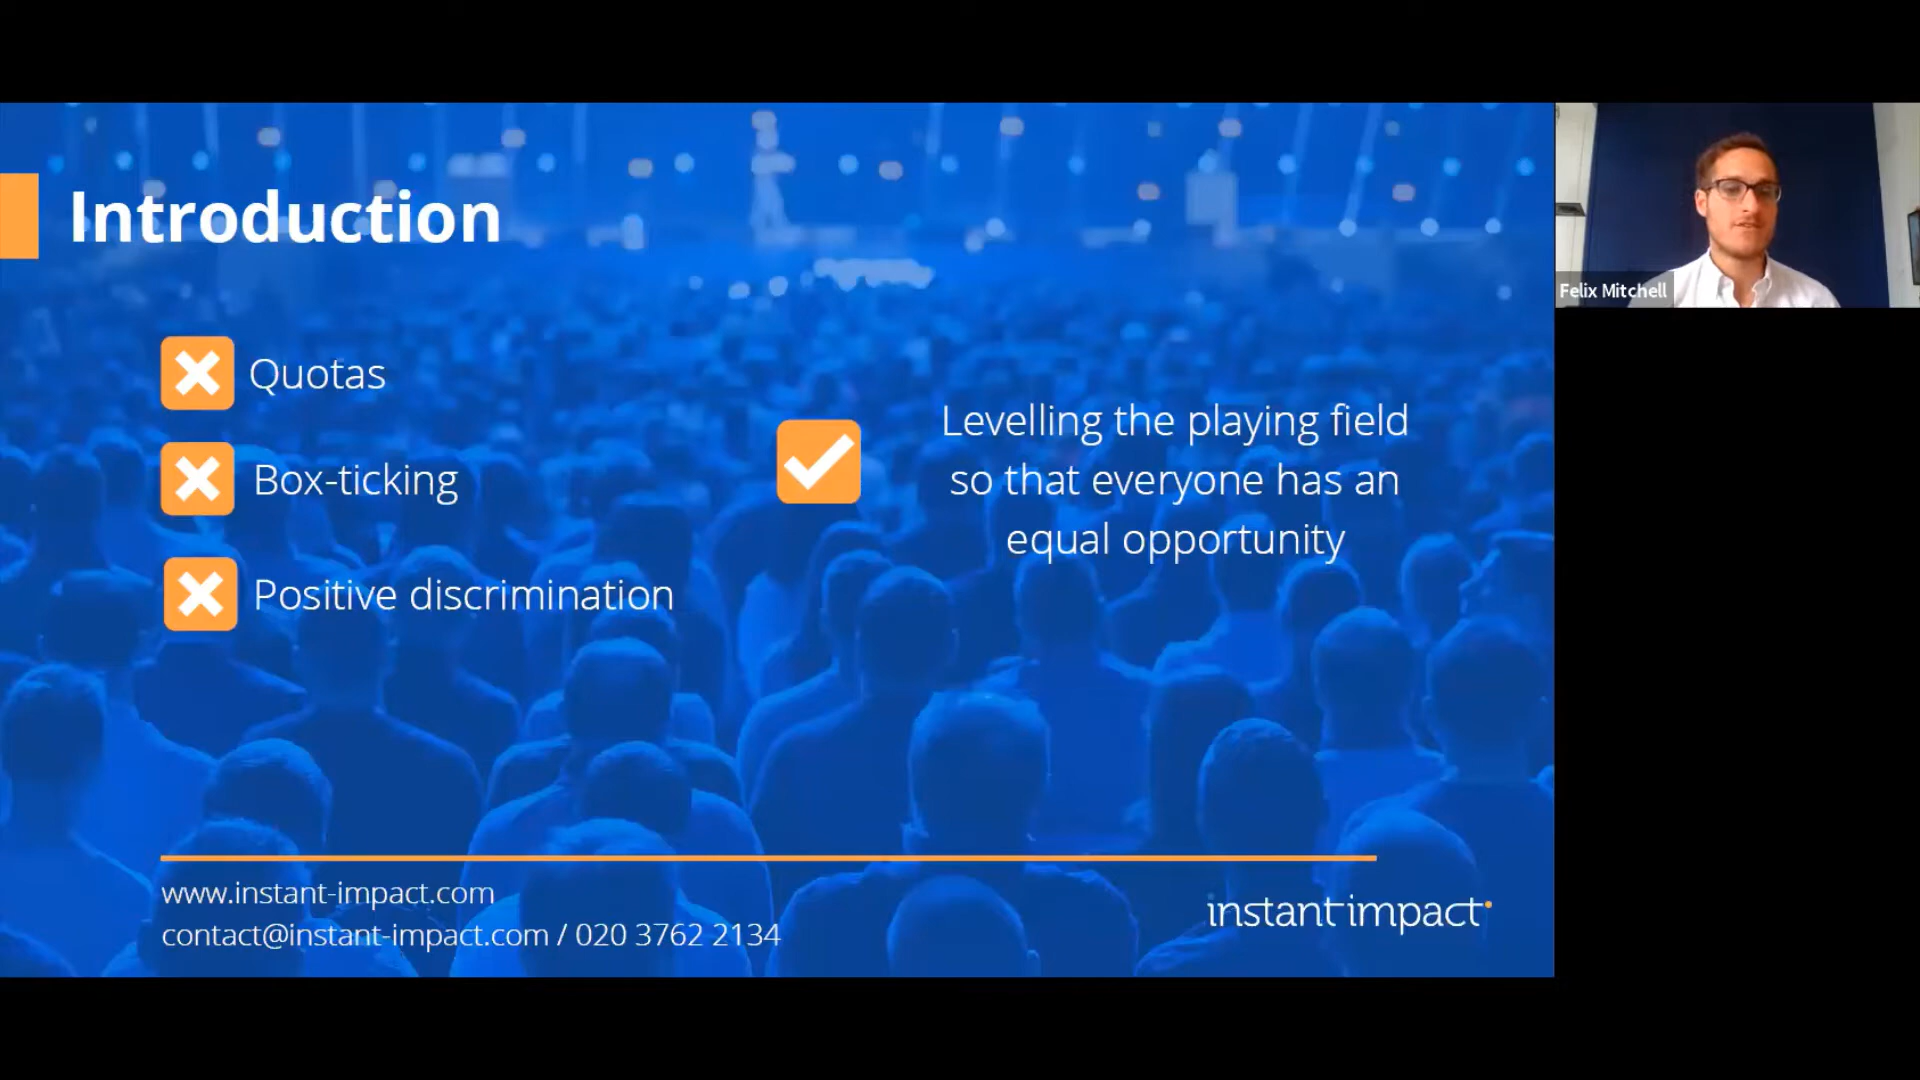 Introduction
Quotas
Box-ticking
Positive discrimination
Levelling the playing field
so that everyone has an
equal opportunity
www.instant-impact.com
contact@instant-impact.com / 020 3762 2134
instant impact
Felix Mitchell